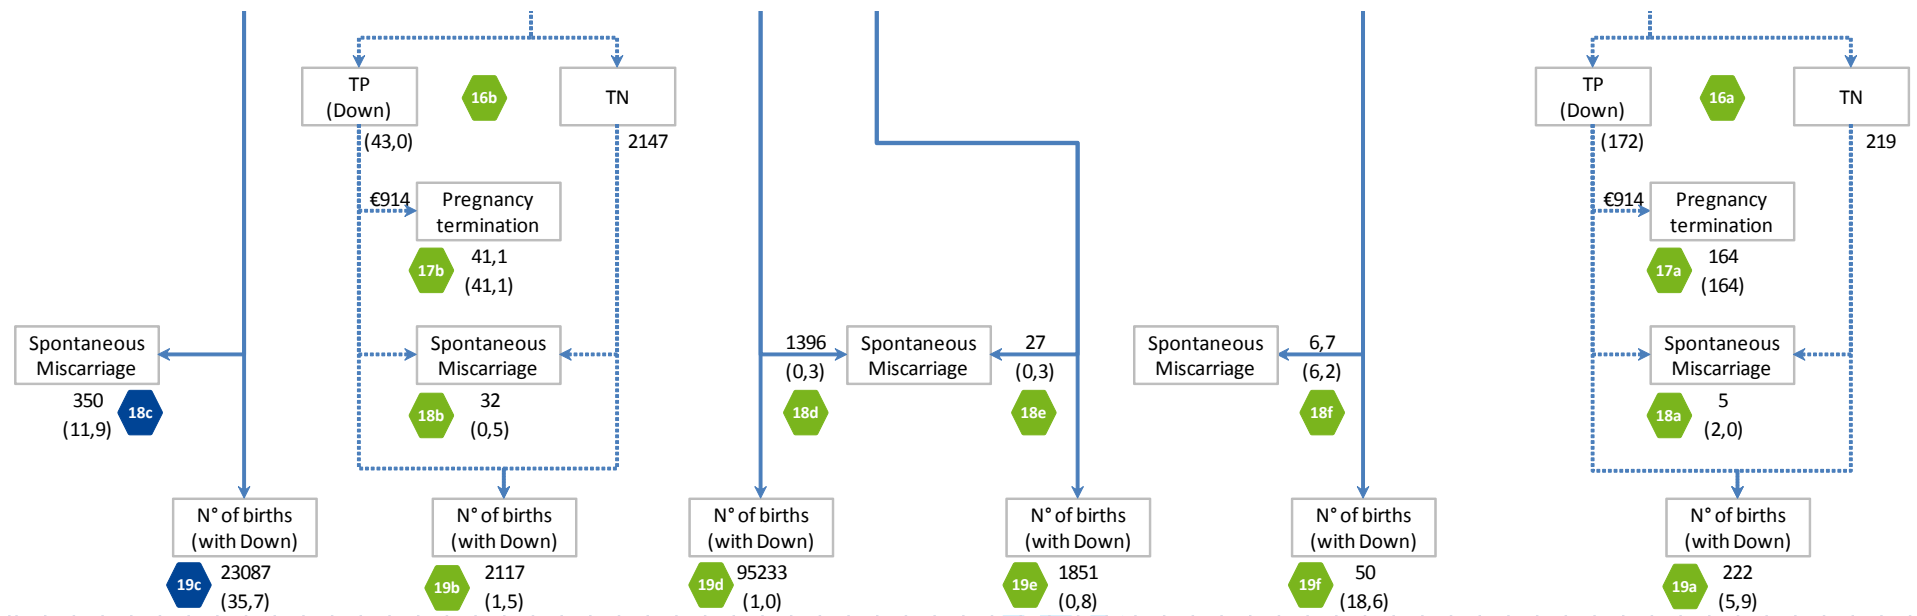 TP
(Down)
16b
TN
TP
(Down)
16a
TN
(43,0)
2147
(172)
219
€914
Pregnancy
termination
€914
Pregnancy
termination
17b
41,1
(41,1)
17a
164
(164)
Spontaneous
Miscarriage
Spontaneous
Miscarriage
1396
(0,3)
Spontaneous
Miscarriage
27
(0,3)
Spontaneous
Miscarriage
6,7
(6,2)
Spontaneous
Miscarriage
350
(11,9)
18c
18b
32
(0,5)
18d
18e
18f
18a
5
(2,0)
N° of births
(with Down)
N° of births
(with Down)
N° of births
(with Down)
N° of births
(with Down)
N° of births
(with Down)
N° of births
(with Down)
19c
23087
(35,7)
19b
2117
(1,5)
19d
95233
(1,0)
19e
1851
(0,8)
19f
50
(18,6)
19a
222
(5,9)